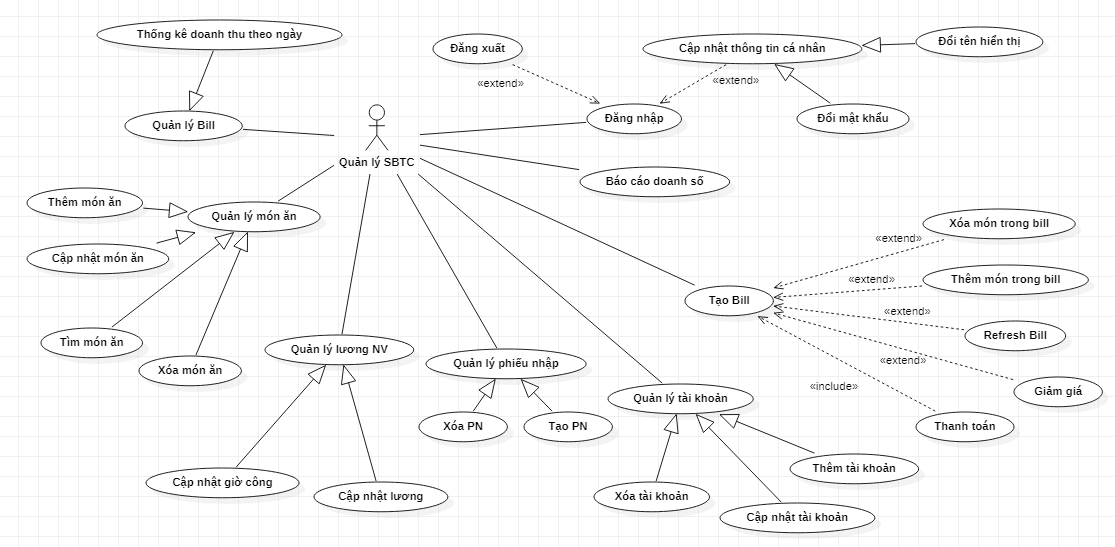 Thống kê doanh thu theo ngày
Đăng xuất
Cập nhật thông tin cá nhân
Đổi tên hiển thị
«extend»
«extend»
Quản lý Bill
Đăng nhập
Đổi mật khẩu
Quản lý SBTC
Báo cáo doanh số
Thêm món ăn
Quản lý món ăn
Cập nhật món ăn
Xóa món trong bill
«extend»
Thêm món trong bill
«extend»
Tạo Bill
«extend»
Refresh Bill
Tìm món ăn
Xóa món ăn
Quản lý lương NV
Quản lý phiếu nhập
«extend»
Giảm giá
«include»
Quản lý tài khoản
Xóa PN
Tạo PN
Thanh toán
Thêm tài khoản
Cập nhật giờ công
Cập nhật lương
Xóa tài khoản
Cập nhật tài khoản